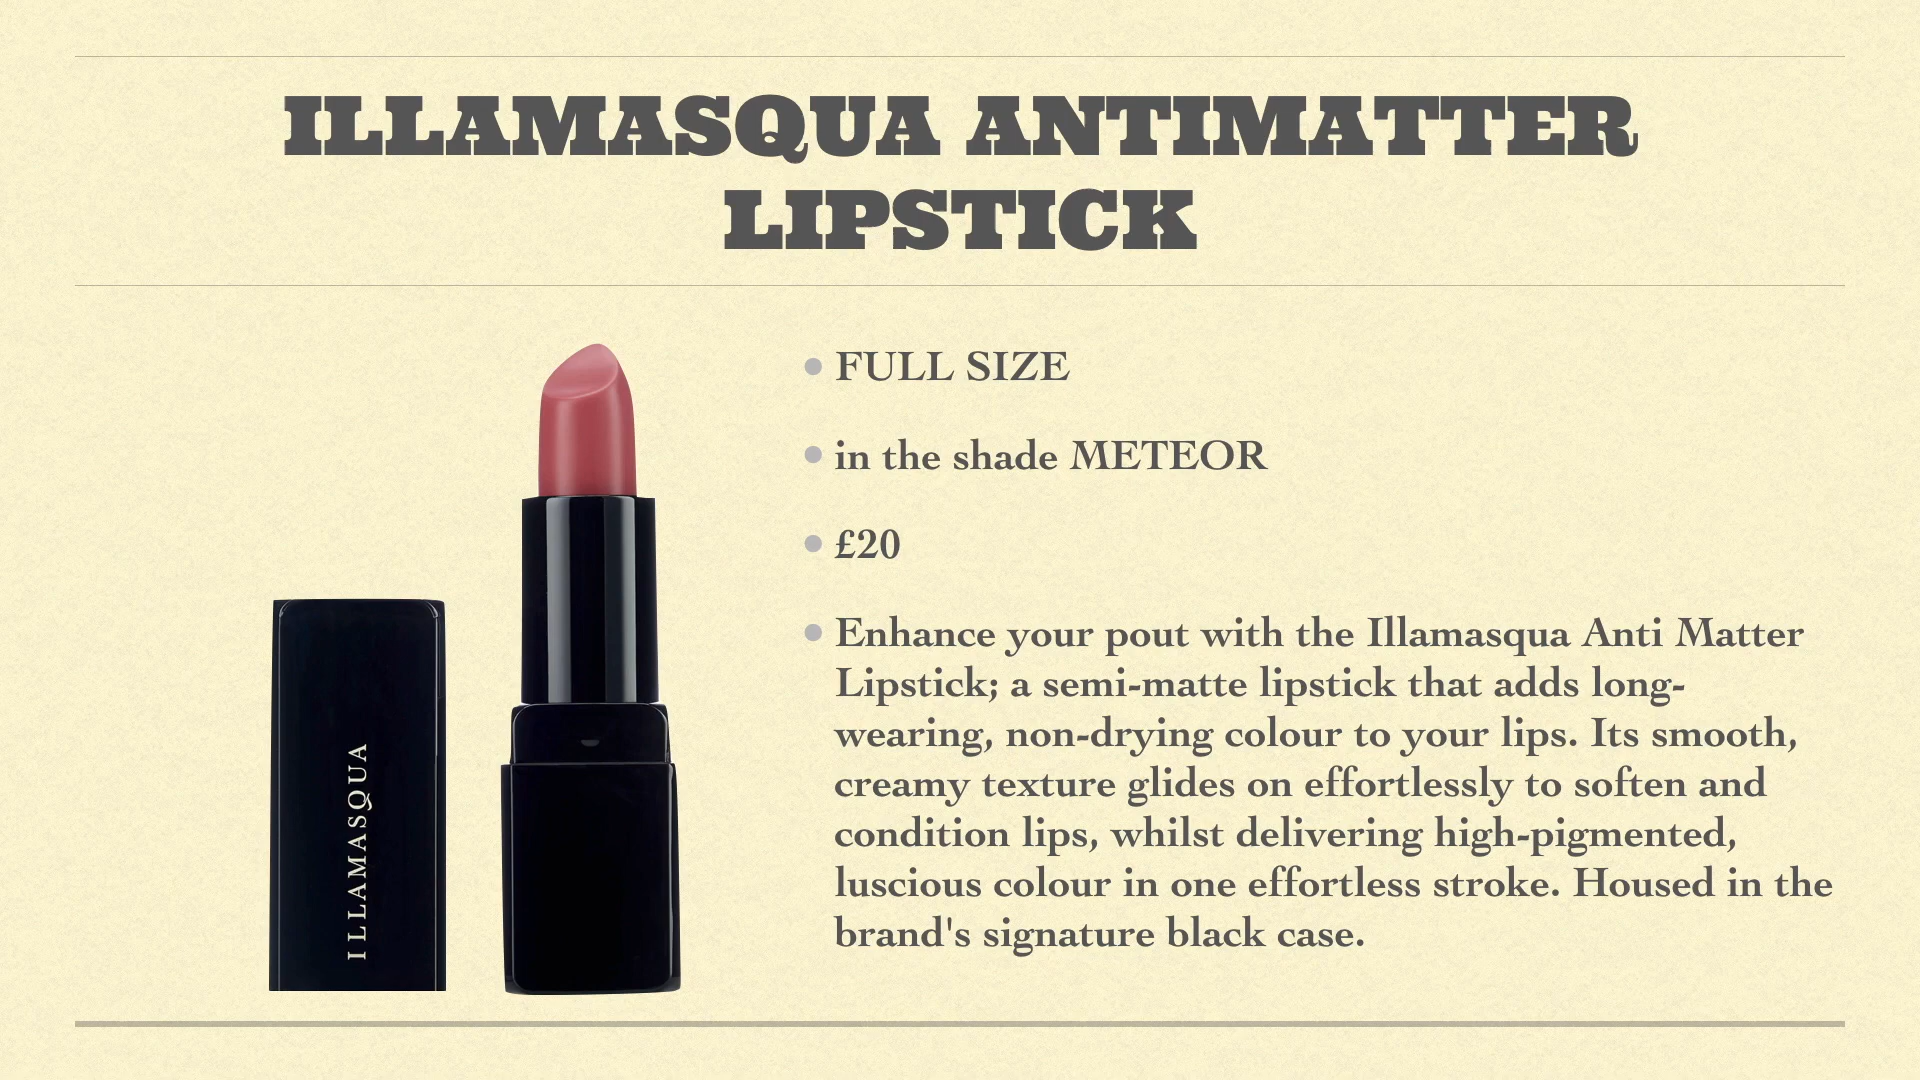 ILLAMASQUA ANTIMATTER
LIPSTICK
ILLAMASQUA
• FULL SIZE
• in the shade METEOR
• £20
• Enhance your pout with the Illamasqua Anti Matter
Lipstick; a semi-matte lipstick that adds long-
wearing, non-drying colour to your lips. Its smooth,
creamy texture glides on effortlessly to soften and
condition lips, whilst delivering high-pigmented,
luscious colour in one effortless stroke. Housed in the
brand's signature black case.